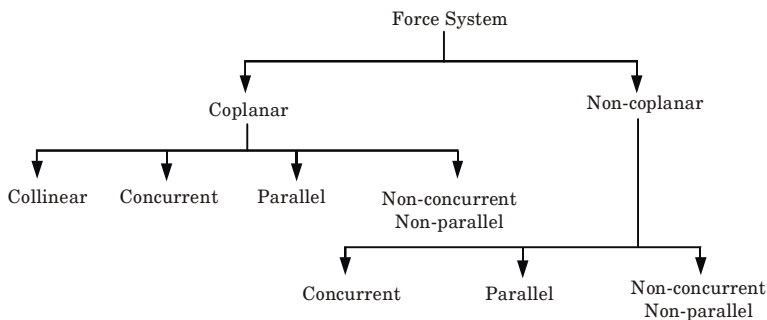 Force System
Coplanar
Non-coplanar
Collinear
Concurrent
Parallel
Non-concurrent
Non-parallel
Concurrent
Parallel
Non-concurrent
Non-parallel